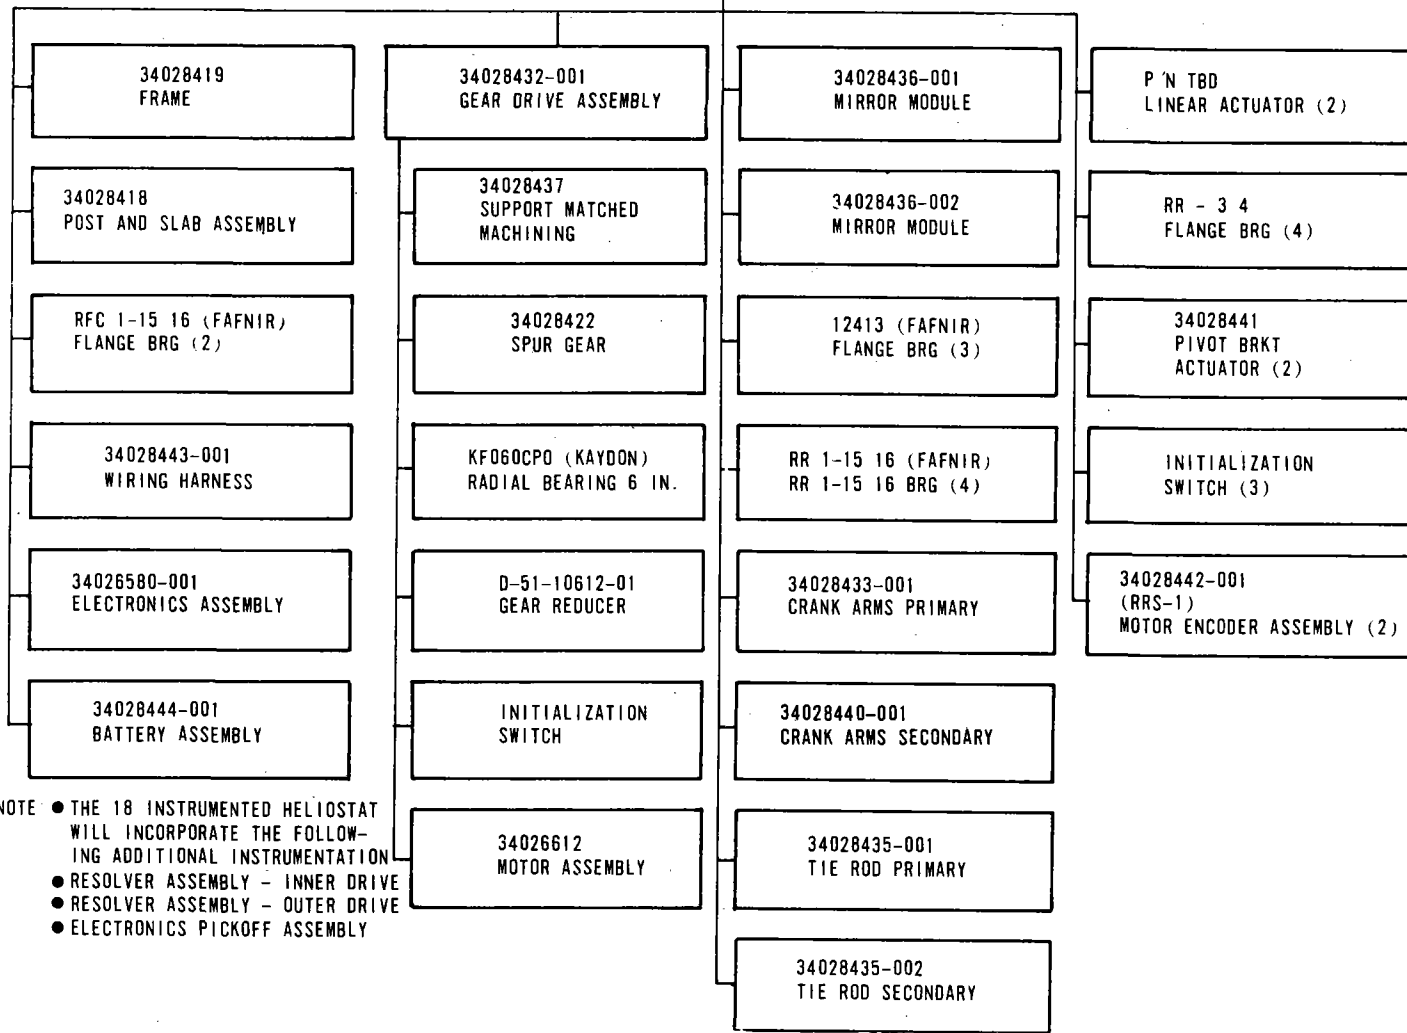 34028419
FRAME
34028418
POST AND SLAB ASSEMBLY
RFC 1-15 16 (FAFNIR)
FLANGE BRG (2)
34028443-001
WIRING HARNESS
34026580-001
ELECTRONICS ASSEMBLY
34028444-001
BATTERY ASSEMBLY
NOTE ● THE 18 INSTRUMENTED HELIOSTAT
WILL INCORPORATE THE FOLLOW-
ING ADDITIONAL INSTRUMENTATION
● RESOLVER ASSEMBLY - INNER DRIVE
● RESOLVER ASSEMBLY - OUTER DRIVE
● ELECTRONICS PICKOFF ASSEMBLY
34028432-001
GEAR DRIVE ASSEMBLY
34028437
SUPPORT MATCHED
MACHINING
34028422
SPUR GEAR
KF060CP0 (KAYDON)
RADIAL BEARING 6 IN.
D-51-10612-01
GEAR REDUCER
INITIALIZATION
SWITCH
34026612
MOTOR ASSEMBLY
34028436-001
MIRROR MODULE
34028436-002
MIRROR MODULE
12413 (FAFNIR)
FLANGE BRG (3)
RR 1-15 16 (FAFNIR)
RR 1-15 16 BRG (4)
34028433-001
CRANK ARMS PRIMARY
34028440-001
CRANK ARMS SECONDARY
34028435-001
TIE ROD PRIMARY
34028435-002
TIE ROD SECONDARY
P'N TBD
LINEAR ACTUATOR (2)
RR - 3 4
FLANGE BRG (4)
34028441
PIVOT BRKT
ACTUATOR (2)
INITIALIZATION
SWITCH (3)
34028442-001
(RRS-1)
MOTOR ENCODER ASSEMBLY (2)